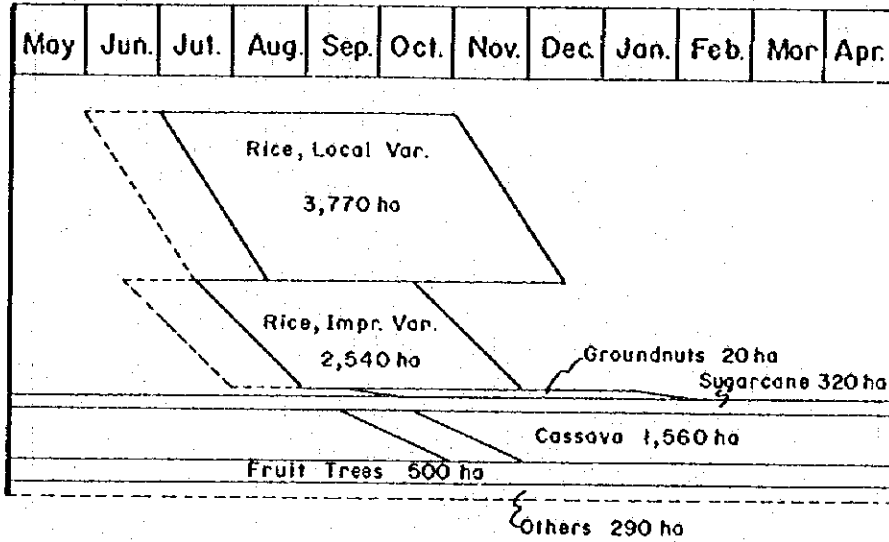 May Jun. Jut. Aug. Sep. Oct. Nov. Dec. Jan. Feb. Mor Apr.
Rice, Local Var.
3,770 ha
Rice, Impr. Var.
2,540 ha
Groundnuts 20 ha
Sugarcane 320 ha
Cassava 1,560 ha
Fruit Trees 500 ha
Others 290 ha